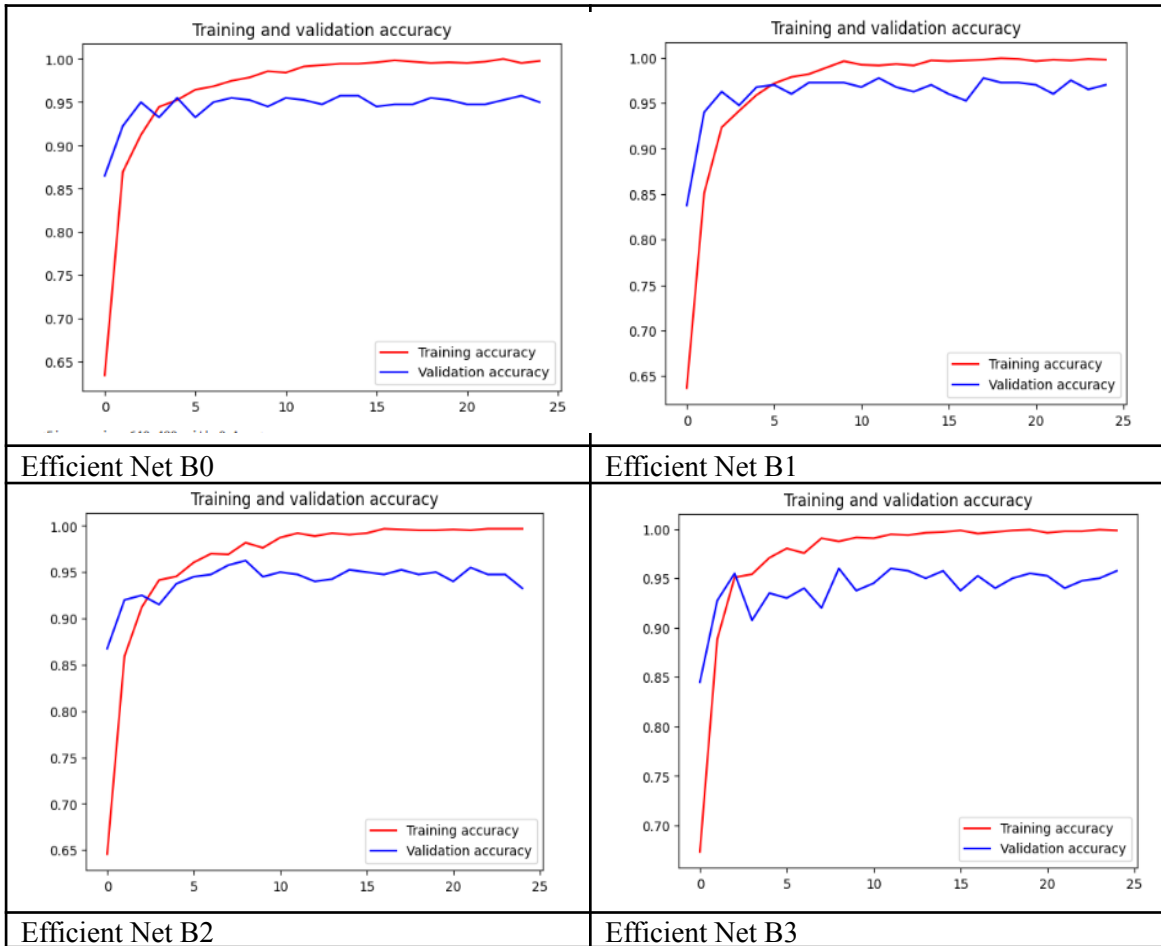 Training and validation accuracy
1.00
0.95
0.90
0.85
0.80
0.75
0.70
0.65
Training accuracy
Validation accuracy
0 5 10 15 20 25
Efficient Net B0
Training and validation accuracy
1.00
0.95
0.90
0.85
0.80
0.75
0.70
0.65
Training accuracy
Validation accuracy
0 5 10 15 20 25
Efficient Net B1
Training and validation accuracy
1.00
0.95
0.90
0.85
0.80
0.75
0.70
0.65
Training accuracy
Validation accuracy
0 5 10 15 20 25
Efficient Net B2
Training and validation accuracy
1.00
0.95
0.90
0.85
0.80
0.75
0.70
Training accuracy
Validation accuracy
0 5 10 15 20 25
Efficient Net B3